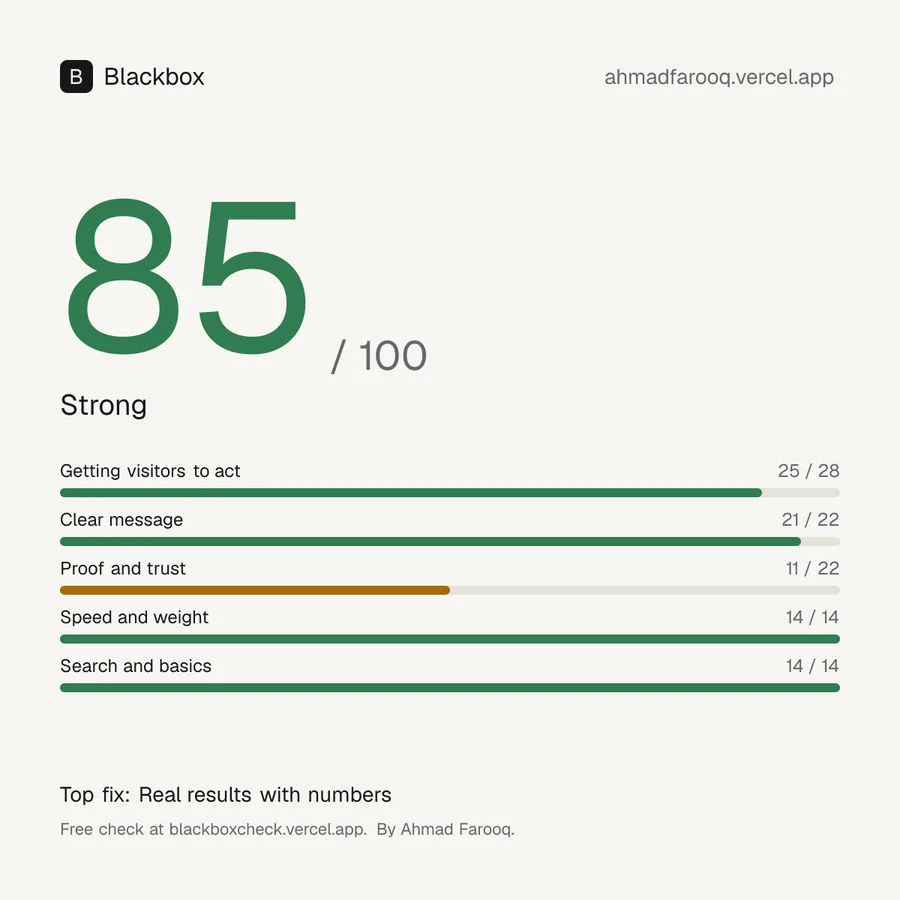 B Blackbox
ahmadfarooq.vercel.app
85 / 100
Strong
Getting visitors to act 25 / 28
Clear message 21 / 22
Proof and trust 11 / 22
Speed and weight 14 / 14
Search and basics 14 / 14
Top fix: Real results with numbers
Free check at blackboxcheck.vercel.app. By Ahmad Farooq.